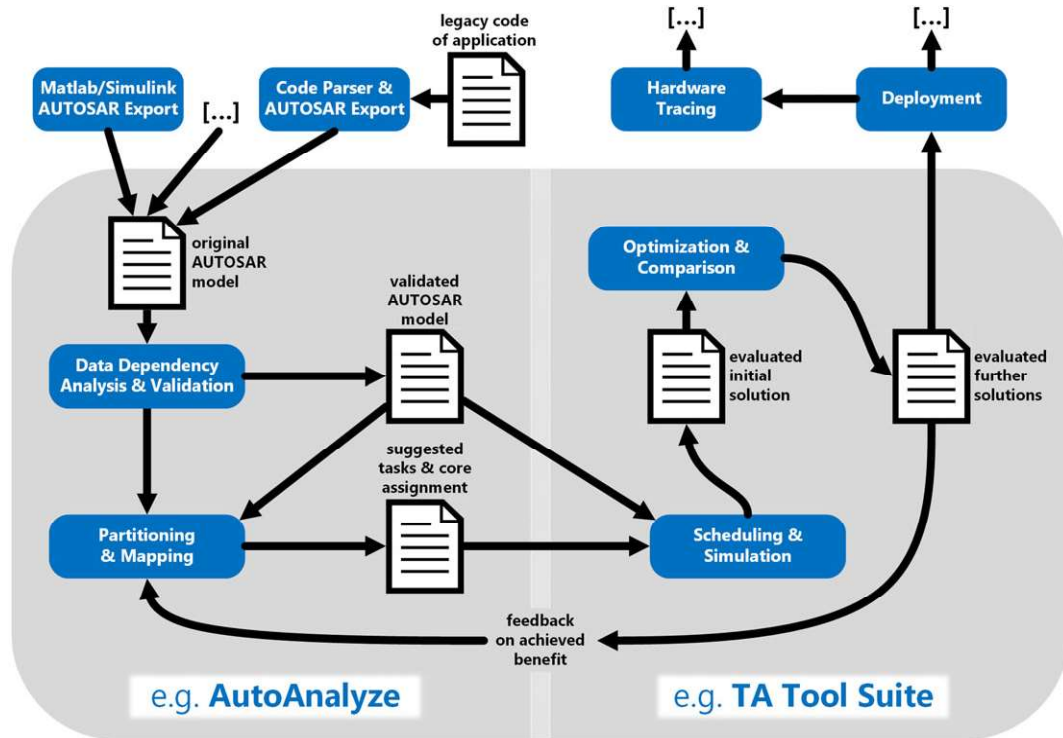 legacy code
of application
[...]
[...]
Matlab/Simulink
AUTOSAR Export
[...]
Code Parser &
AUTOSAR Export
Hardware
Tracing
Deployment
original
AUTOSAR
model
validated
AUTOSAR
model
Optimization &
Comparison
Data Dependency
Analysis & Validation
evaluated
initial
solution
evaluated
further
solutions
suggested
tasks & core
assignment
Partitioning
& Mapping
Scheduling &
Simulation
feedback
on achieved
benefit
e.g. AutoAnalyze
e.g. TA Tool Suite